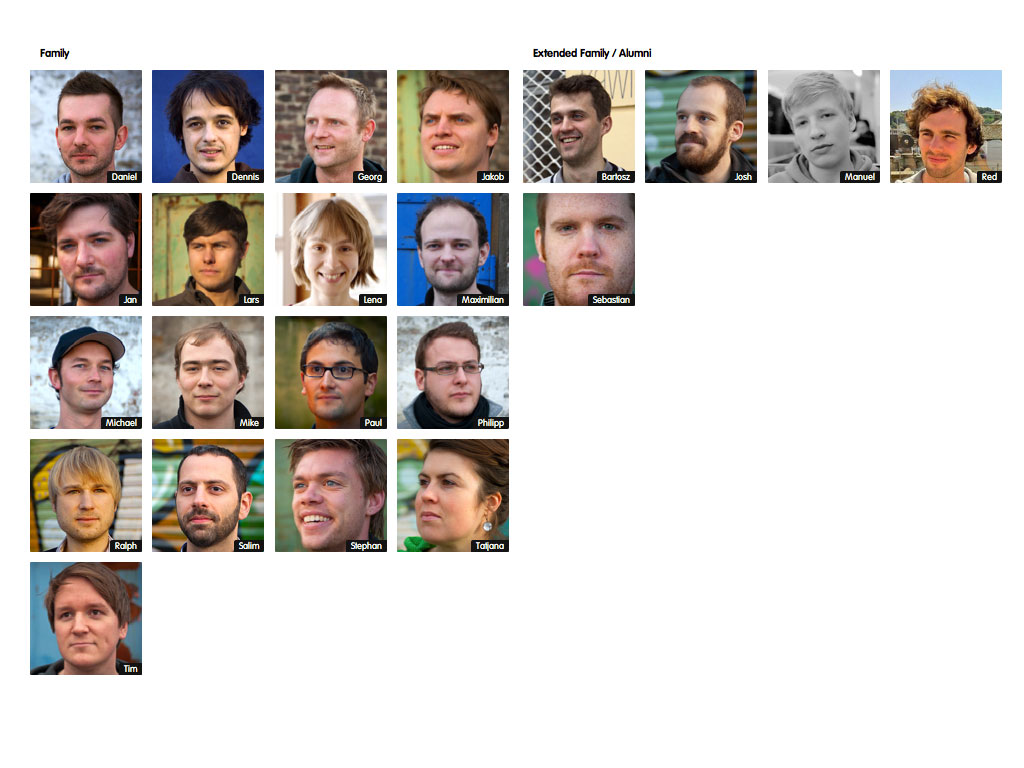 Family
Extended Family / Alumni
Daniel
Dennis
Georg
Jakob
Bartosz
Josh
Manuel
Red
Jan
Lars
Lena
Maximilian
Sebastian
Michael
Mike
Paul
Philipp
Ralph
Salim
Stephan
Tatjana
Tim